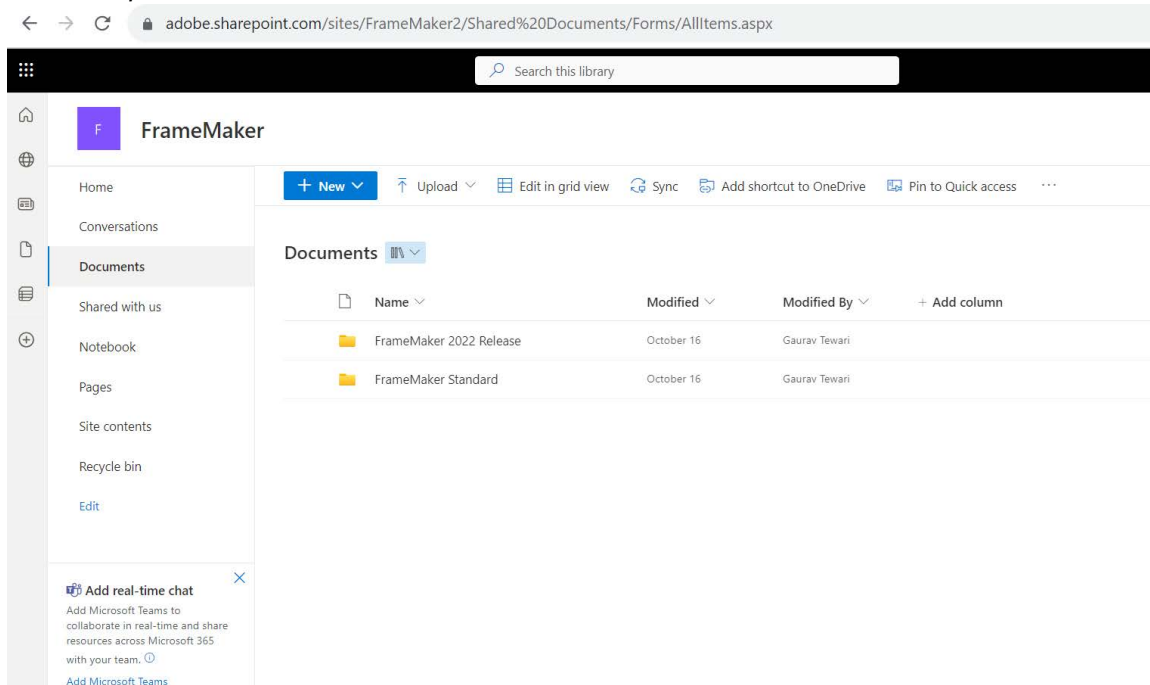 adobe.sharepoint.com/sites/FrameMaker2/Shared%20Documents/Forms/AllItems.aspx
Search this library
F
FrameMaker
Home
Conversations
Documents
Shared with us
Notebook
Pages
Site contents
Recycle bin
Edit
+ New Upload Edit in grid view Sync Add shortcut to OneDrive Pin to Quick access ...
Documents
Name Modified Modified By + Add column
FrameMaker 2022 Release October 16 Gaurav Tewari
FrameMaker Standard October 16 Gaurav Tewari
Add real-time chat
Add Microsoft Teams to
collaborate in real-time and share
resources across Microsoft 365
with your team.
Add Microsoft Teams